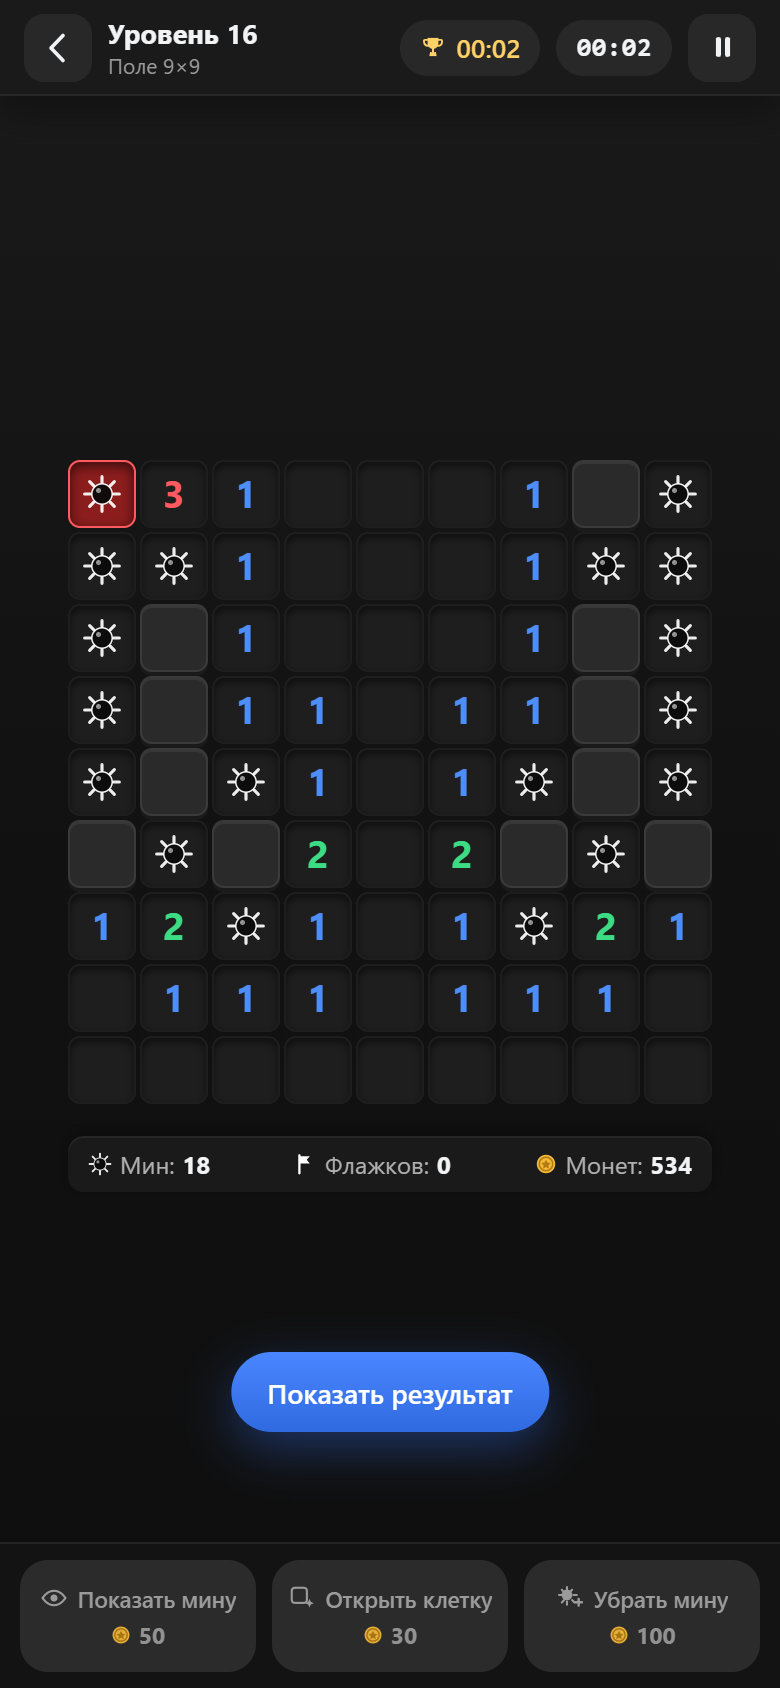 Уровень 16
Поле 9×9
00:02
00:02
3 1 1
1 1
1 1
1 1 1 1
1 1
2 2
1 2 1 1 2 1
1 1 1 1 1 1
Мин: 18
Флажков: 0
Монет: 534
Показать результат
Показать мину
50
Открыть клетку
30
Убрать мину
100